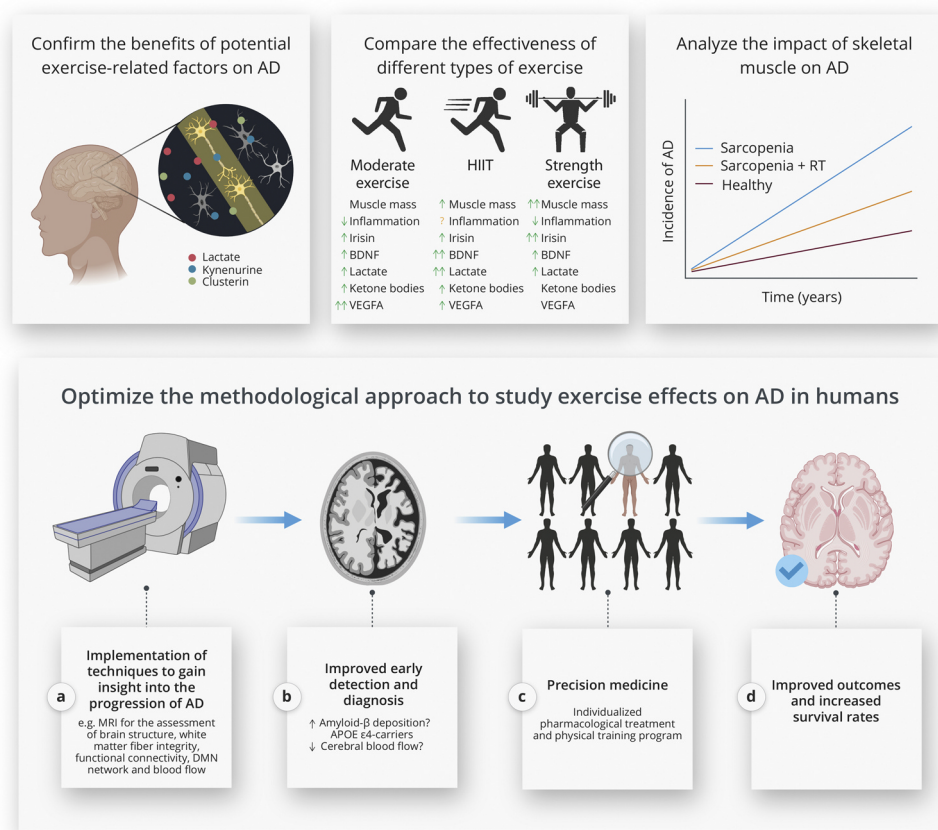 Confirm the benefits of potential
exercise-related factors on AD
Lactate
Kynenurine
Clusterin
Compare the effectiveness of
different types of exercise
Moderate
exercise
Muscle mass
↓ Inflammation
↑ Irisin
↑ BDNF
↑ Lactate
↑ Ketone bodies
↑↑ VEGFA
HIIT
↑ Muscle mass
? Inflammation
↑ Irisin
↑↑ BDNF
↑↑ Lactate
↑ Ketone bodies
↑ VEGFA
Strength
exercise
↑↑ Muscle mass
↓ Inflammation
↑↑ Irisin
↑ BDNF
↑ Lactate
Ketone bodies
VEGFA
Analyze the impact of skeletal
muscle on AD
Incidence of AD
Sarcopenia
Sarcopenia + RT
Healthy
Time (years)
Optimize the methodological approach to study exercise effects on AD in humans
a
Implementation of
techniques to gain
insight into the
progression of AD
e.g. MRI for the assessment
of brain structure, white
matter fiber integrity,
functional connectivity, DMN
network and blood flow
b
Improved early
detection and
diagnosis
↑ Amyloid-β deposition?
APOE ε4-carriers
↓ Cerebral blood flow?
c
Precision medicine
Individualized
pharmacological treatment
and physical training program
d
Improved outcomes
and increased
survival rates